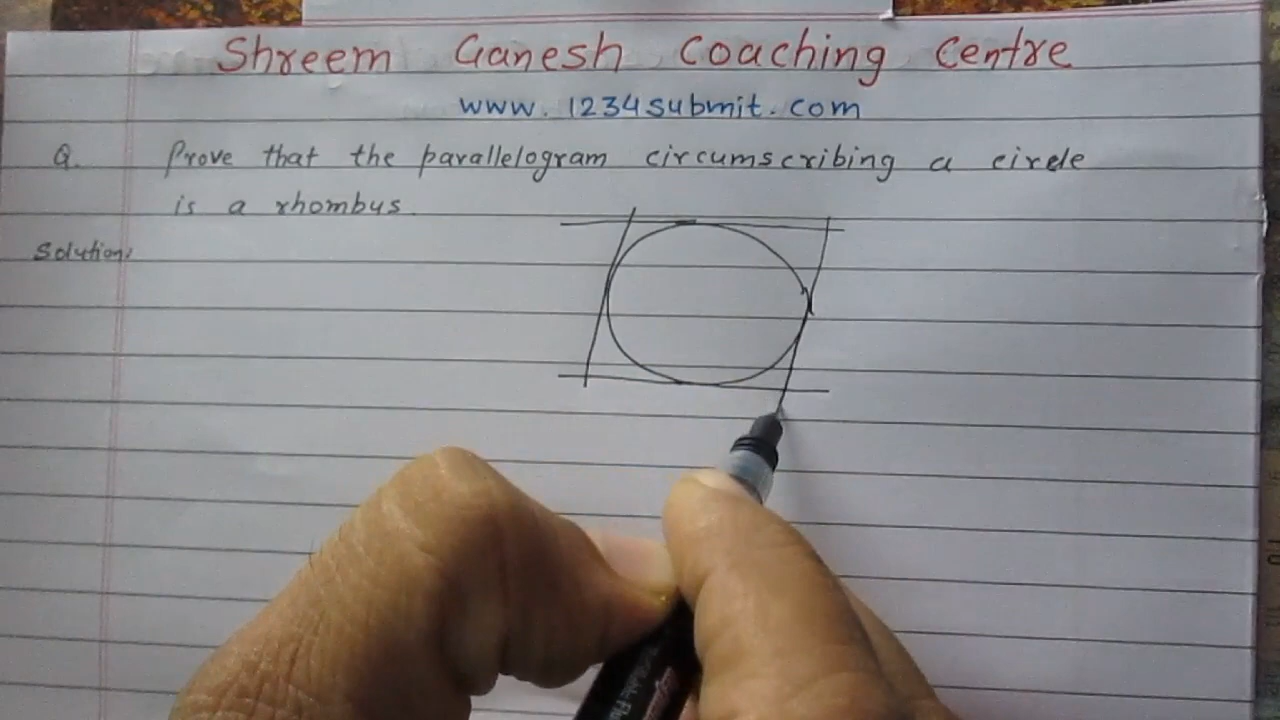 Shreem Ganesh Coaching Centre
www.1234submit.com
Q. Prove that the parallelogram circumscribing a circle
is a rhombus.
Solution,